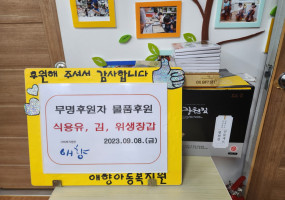 후원해 주셔서 감사합니다
무명후원자 물품후원
식용유, 김, 위생장갑
애향
2023.09.08.(금)
애향아동복지원